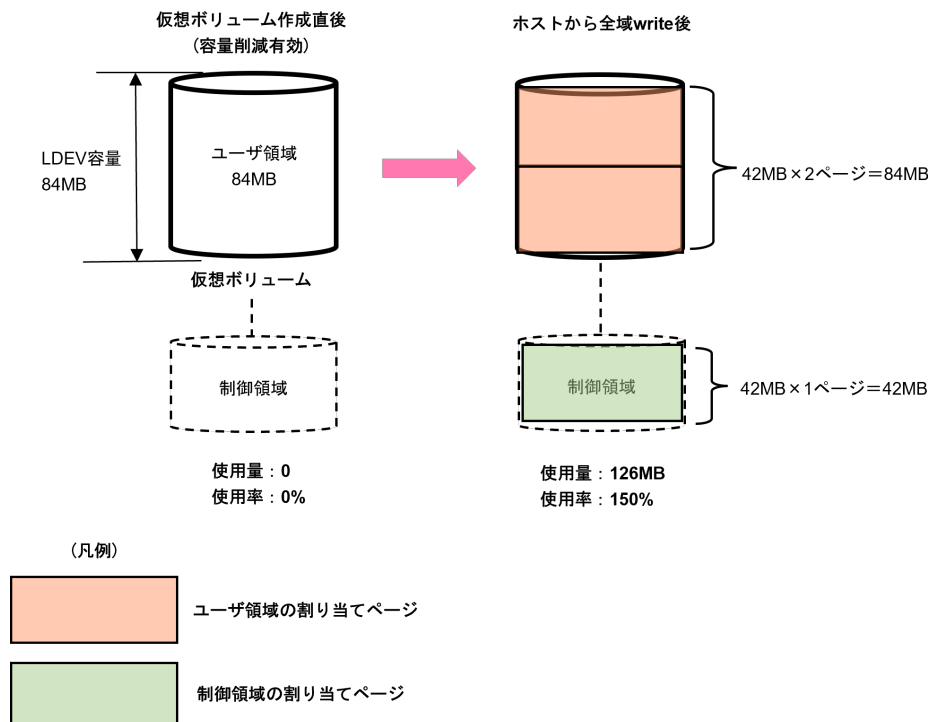 仮想ボリューム作成直後
(容量削減有効)
ホストから全域write後
LDEV容量
84MB
ユーザ領域
84MB
42MB×2ページ＝84MB
仮想ボリューム
制御領域
制御領域
42MB×1ページ＝42MB
使用量：0
使用率：0%
使用量：126MB
使用率：150%
(凡例)
ユーザ領域の割り当てページ
制御領域の割り当てページ